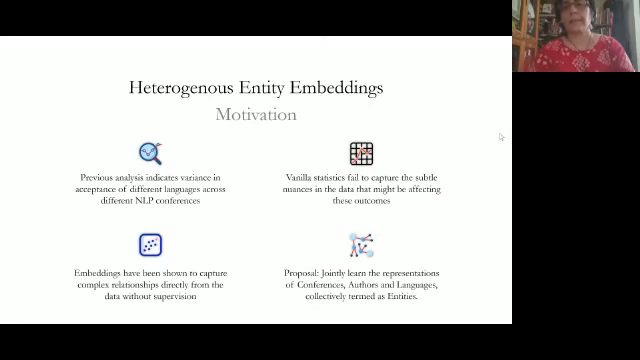 Heterogenous Entity Embeddings
Motivation
Previous analysis indicates variance in
acceptance of different languages across
different NLP conferences
Vanilla statistics fail to capture the subtle
nuances in the data that might be affecting
these outcomes
Embeddings have been shown to capture
complex relationships directly from the
data without supervision
Proposal: Jointly learn the representations
of Conferences, Authors and Languages,
collectively termed as Entities.